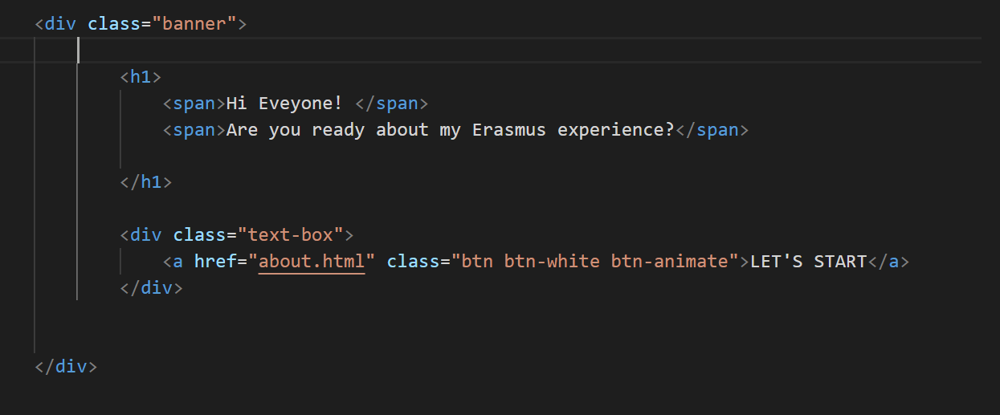 <div class="banner">
<h1>
<span>Hi Eveyone! </span>
<span>Are you ready about my Erasmus experience?</span>
</h1>
<div class="text-box">
<a href="about.html" class="btn btn-white btn-animate">LET'S START</a>
</div>
</div>